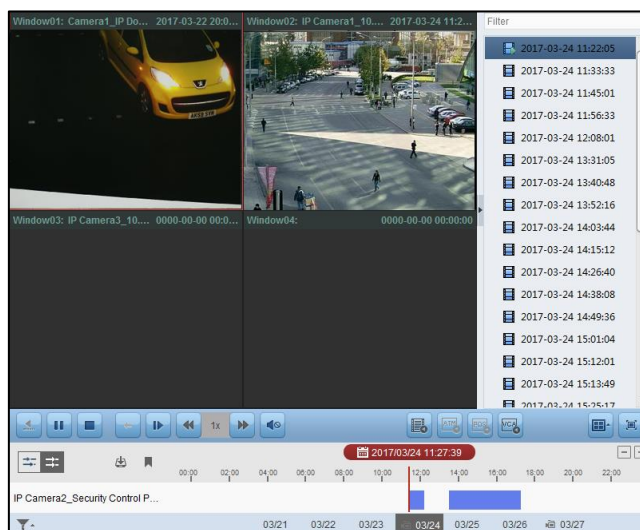 Window01: Camera1_IP Do... 2017-03-22 20:0...
Window02: IP Camera1_10.... 2017-03-24 11:2...
Filter
2017-03-24 11:22:05
2017-03-24 11:33:33
2017-03-24 11:45:01
2017-03-24 11:56:33
2017-03-24 12:08:01
2017-03-24 13:31:05
2017-03-24 13:40:48
2017-03-24 13:52:16
2017-03-24 14:03:44
2017-03-24 14:15:12
2017-03-24 14:26:40
2017-03-24 14:38:08
2017-03-24 14:49:36
2017-03-24 15:01:04
2017-03-24 15:12:01
2017-03-24 15:13:49
2017-03-24 15:25:17
Window03: IP Camera3_10.... 0000-00-00 00:0...
Window04: 0000-00-00 00:00:00
1x
VCA
2017/03/24 11:27:39
00:00 02:00 04:00 06:00 08:00 10:00 12:00 14:00 16:00 18:00 20:00 22:00
IP Camera2_Security Control P...
03/21 03/22 03/23 03/24 03/25 03/26 03/27